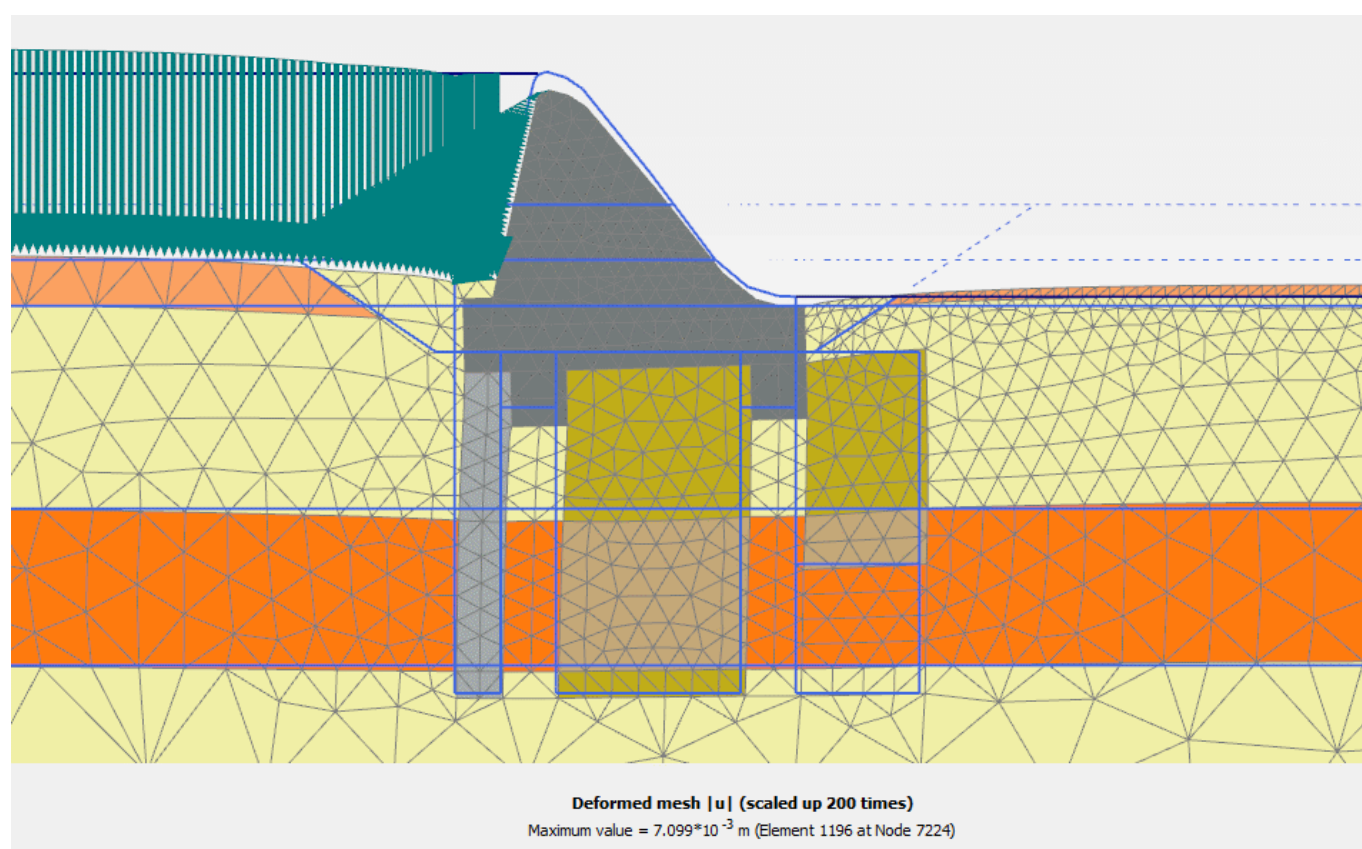 Deformed mesh |u| (scaled up 200 times)
Maximum value = 7.099*10 -3 m (Element 1196 at Node 7224)